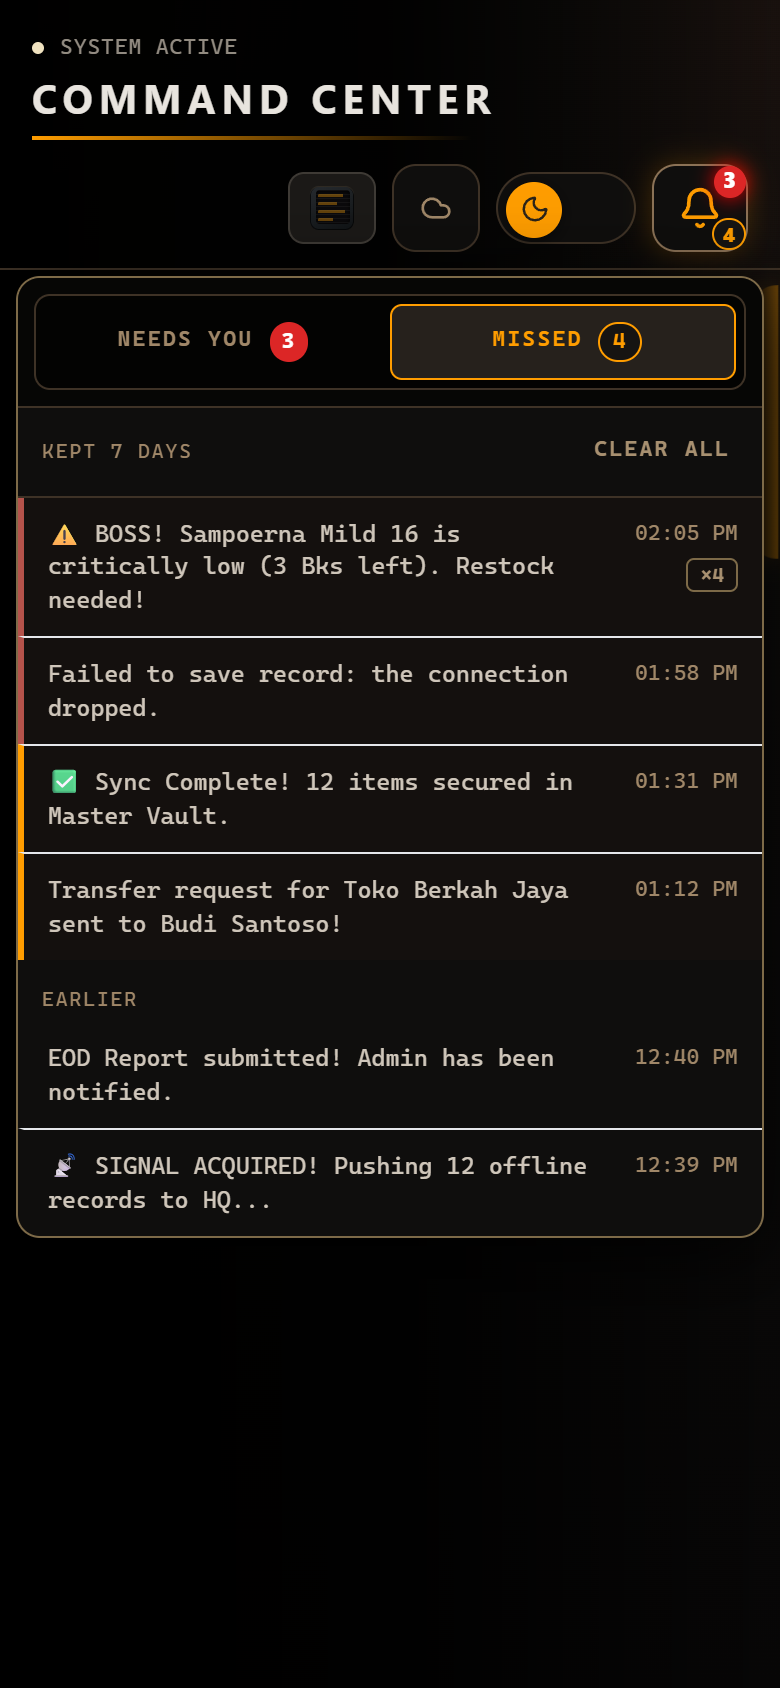 SYSTEM ACTIVE
COMMAND CENTER
3
4
NEEDS YOU 3
MISSED 4
KEPT 7 DAYS
CLEAR ALL
⚠️ BOSS! Sampoerna Mild 16 is
critically low (3 Bks left). Restock
needed!
02:05 PM
×4
Failed to save record: the connection
dropped.
01:58 PM
✅ Sync Complete! 12 items secured in
Master Vault.
01:31 PM
Transfer request for Toko Berkah Jaya
sent to Budi Santoso!
01:12 PM
EARLIER
EOD Report submitted! Admin has been
notified.
12:40 PM
📡 SIGNAL ACQUIRED! Pushing 12 offline
records to HQ...
12:39 PM